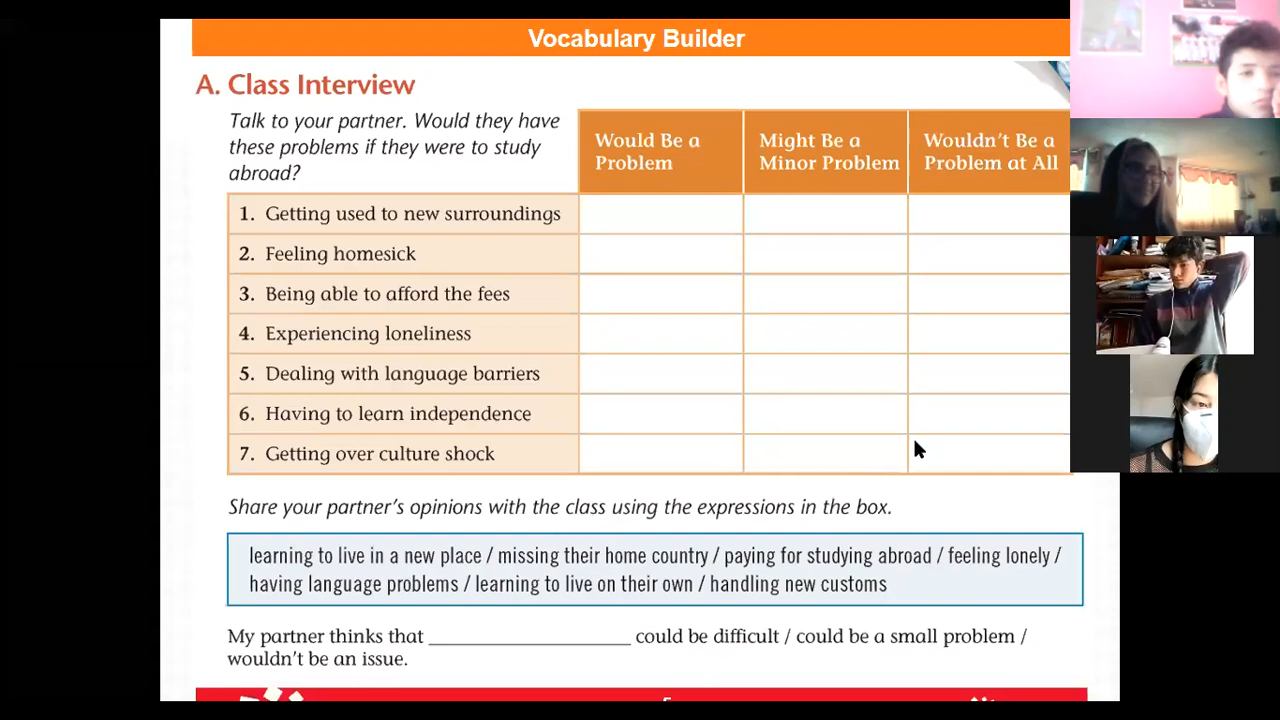 Vocabulary Builder
A. Class Interview
Talk to your partner. Would they have
these problems if they were to study
abroad?
Would Be a
Problem
Might Be a
Minor Problem
Wouldn't Be a
Problem at All
1. Getting used to new surroundings
2. Feeling homesick
3. Being able to afford the fees
4. Experiencing loneliness
5. Dealing with language barriers
6. Having to learn independence
7. Getting over culture shock
Share your partner's opinions with the class using the expressions in the box.
learning to live in a new place / missing their home country / paying for studying abroad / feeling lonely /
having language problems / learning to live on their own / handling new customs
My partner thinks that ____________________ could be difficult / could be a small problem /
wouldn't be an issue.